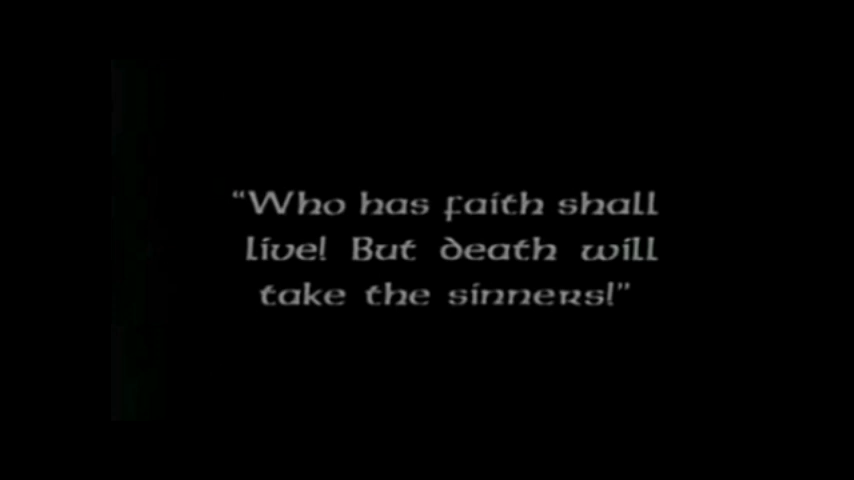 “Who has faith shall
live! But death will
take the sinners!”